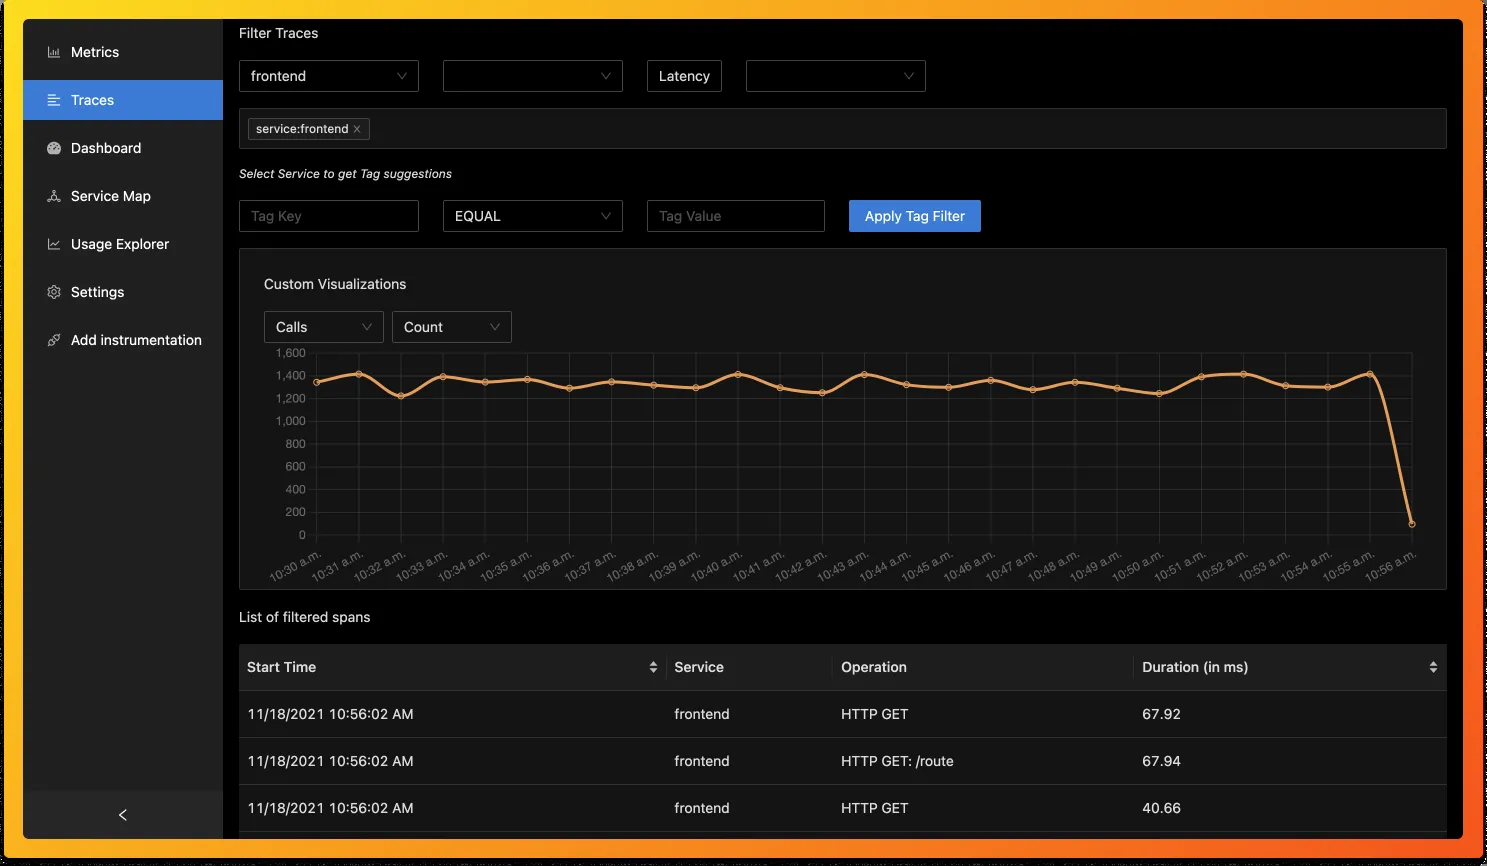 Metrics
Traces
Dashboard
Service Map
Usage Explorer
Settings
Add instrumentation
Filter Traces
frontend
Latency
service:frontend
Select Service to get Tag suggestions
Tag Key
EQUAL
Tag Value
Apply Tag Filter
Custom Visualizations
Calls
Count
1,600
1,400
1,200
1,000
800
600
400
200
0
10:30 a.m. 10:31 a.m. 10:32 a.m. 10:33 a.m. 10:34 a.m. 10:35 a.m. 10:36 a.m. 10:37 a.m. 10:38 a.m. 10:39 a.m. 10:40 a.m. 10:41 a.m. 10:42 a.m. 10:43 a.m. 10:44 a.m. 10:45 a.m. 10:46 a.m. 10:47 a.m. 10:48 a.m. 10:49 a.m. 10:50 a.m. 10:51 a.m. 10:52 a.m. 10:53 a.m. 10:54 a.m. 10:55 a.m. 10:56 a.m.
List of filtered spans
Start Time Service Operation Duration (in ms)
11/18/2021 10:56:02 AM frontend HTTP GET 67.92
11/18/2021 10:56:02 AM frontend HTTP GET: /route 67.94
11/18/2021 10:56:02 AM frontend HTTP GET 40.66